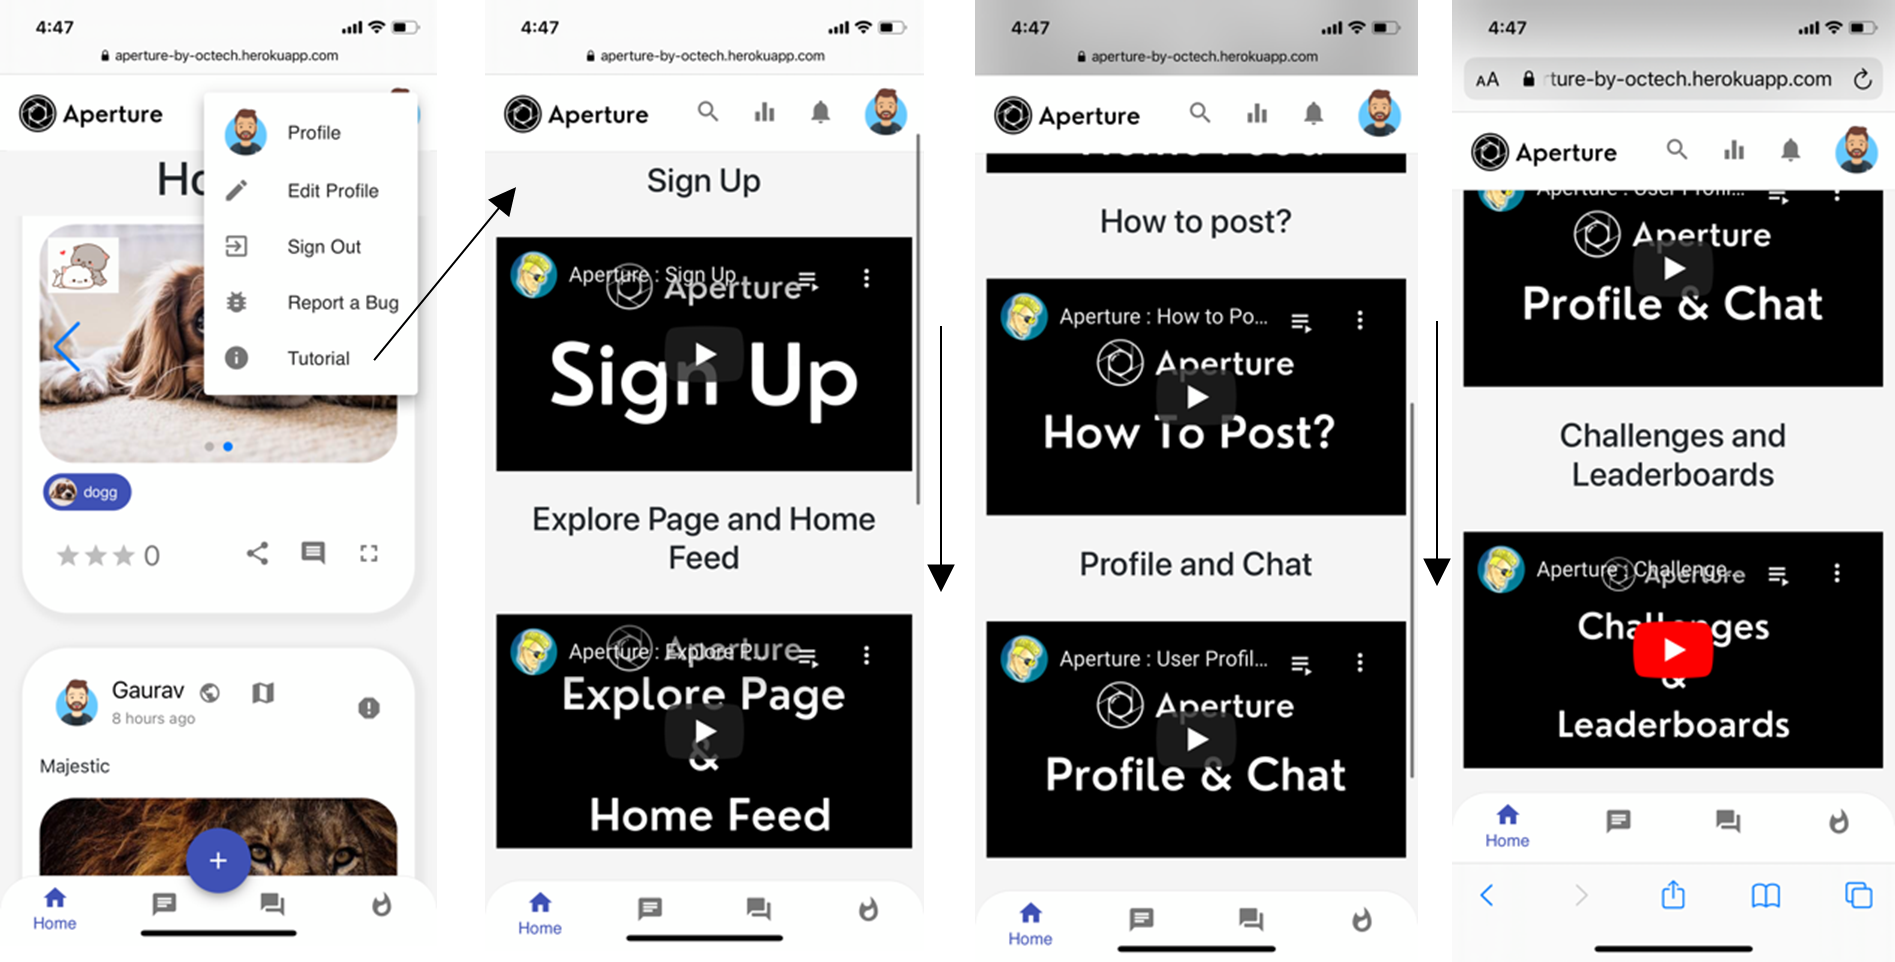 4:47
aperture-by-octech.herokuapp.com
Aperture
Ho
Profile
Edit Profile
Sign Out
Report a Bug
Tutorial
dogg
0
Gaurav
8 hours ago
Majestic
+
Home
4:47
aperture-by-octech.herokuapp.com
Aperture
Sign Up
Aperture : Sign Up
Aperture
Sign Up
Explore Page and Home
Feed
Aperture : Explore P...
Aperture
Explore Page
&
Home Feed
Home
4:47
aperture-by-octech.herokuapp.com
Aperture
Home Feed
How to post?
Aperture : How to Po...
Aperture
How To Post?
Profile and Chat
Aperture : User Profil...
Aperture
Profile & Chat
Home
4:47
AA
rture-by-octech.herokuapp.com
Aperture
Aperture : User Profil...
Aperture
Profile & Chat
Challenges and
Leaderboards
Aperture : Challenge...
Aperture
Challenges
&
Leaderboards
Home